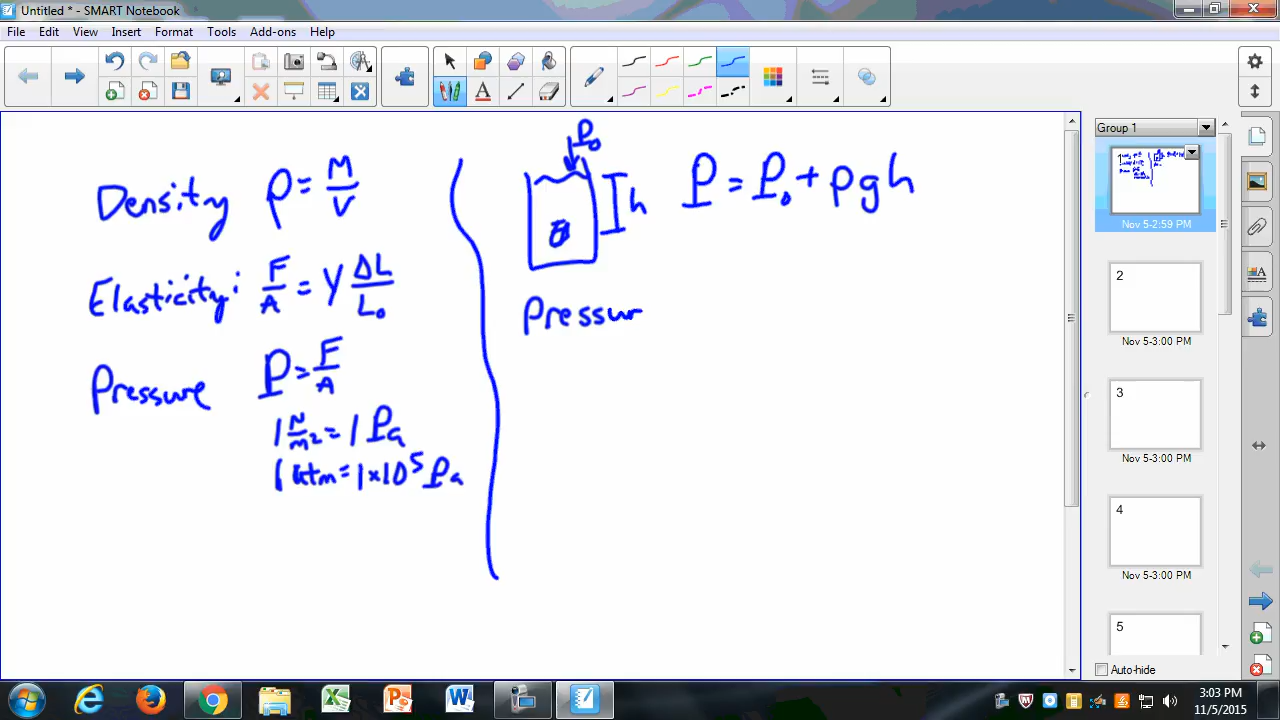 Untitled * - SMART Notebook
File Edit View Insert Format Tools Add-ons Help
Density ρ = M/V
Elasticity: F/A = Y ΔL/L₀
Pressure P = F/A
1 N/m² = 1 Pa
1 atm = 1×10⁵ Pa
P₀
h
P = P₀ + ρgh
Pressur
Group 1
Nov 5-2:59 PM
2
Nov 5-3:00 PM
3
Nov 5-3:00 PM
4
Nov 5-3:00 PM
5
Auto-hide
3:03 PM
11/5/2015